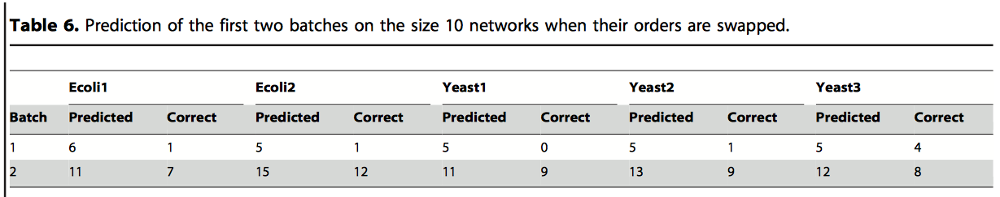 Table 6. Prediction of the first two batches on the size 10 networks when their orders are swapped.
Ecoli1 Ecoli2 Yeast1 Yeast2 Yeast3
Batch Predicted Correct Predicted Correct Predicted Correct Predicted Correct Predicted Correct
1 6 1 5 1 5 0 5 1 5 4
2 11 7 15 12 11 9 13 9 12 8